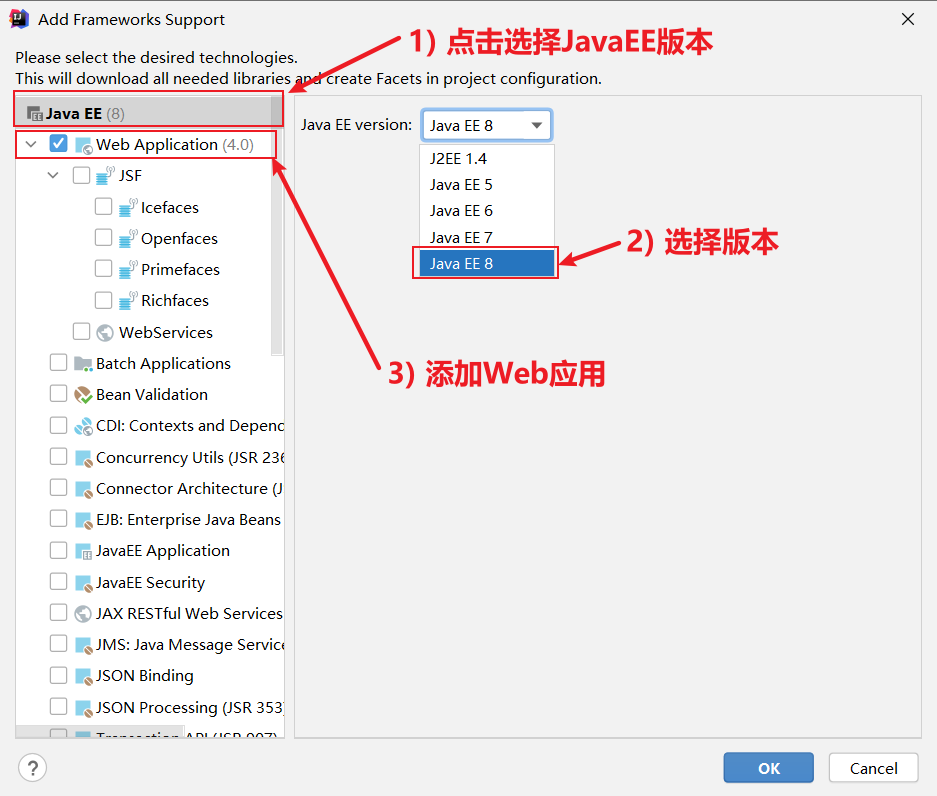 Add Frameworks Support
Please select the desired technologies.
This will download all needed libraries and create Facets in project configuration.
1) 点击选择JavaEE版本
Java EE (8)
Web Application (4.0)
JSF
Icefaces
Openfaces
Primefaces
Richfaces
WebServices
Batch Applications
Bean Validation
CDI: Contexts and Depend
Concurrency Utils (JSR 236
Connector Architecture (J
EJB: Enterprise Java Beans
JavaEE Application
JavaEE Security
JAX RESTful Web Services
JMS: Java Message Service
JSON Binding
JSON Processing (JSR 353)
Transaction API (JSR 907)
Java EE version:
Java EE 8
J2EE 1.4
Java EE 5
Java EE 6
Java EE 7
Java EE 8
2) 选择版本
3) 添加Web应用
?
OK
Cancel